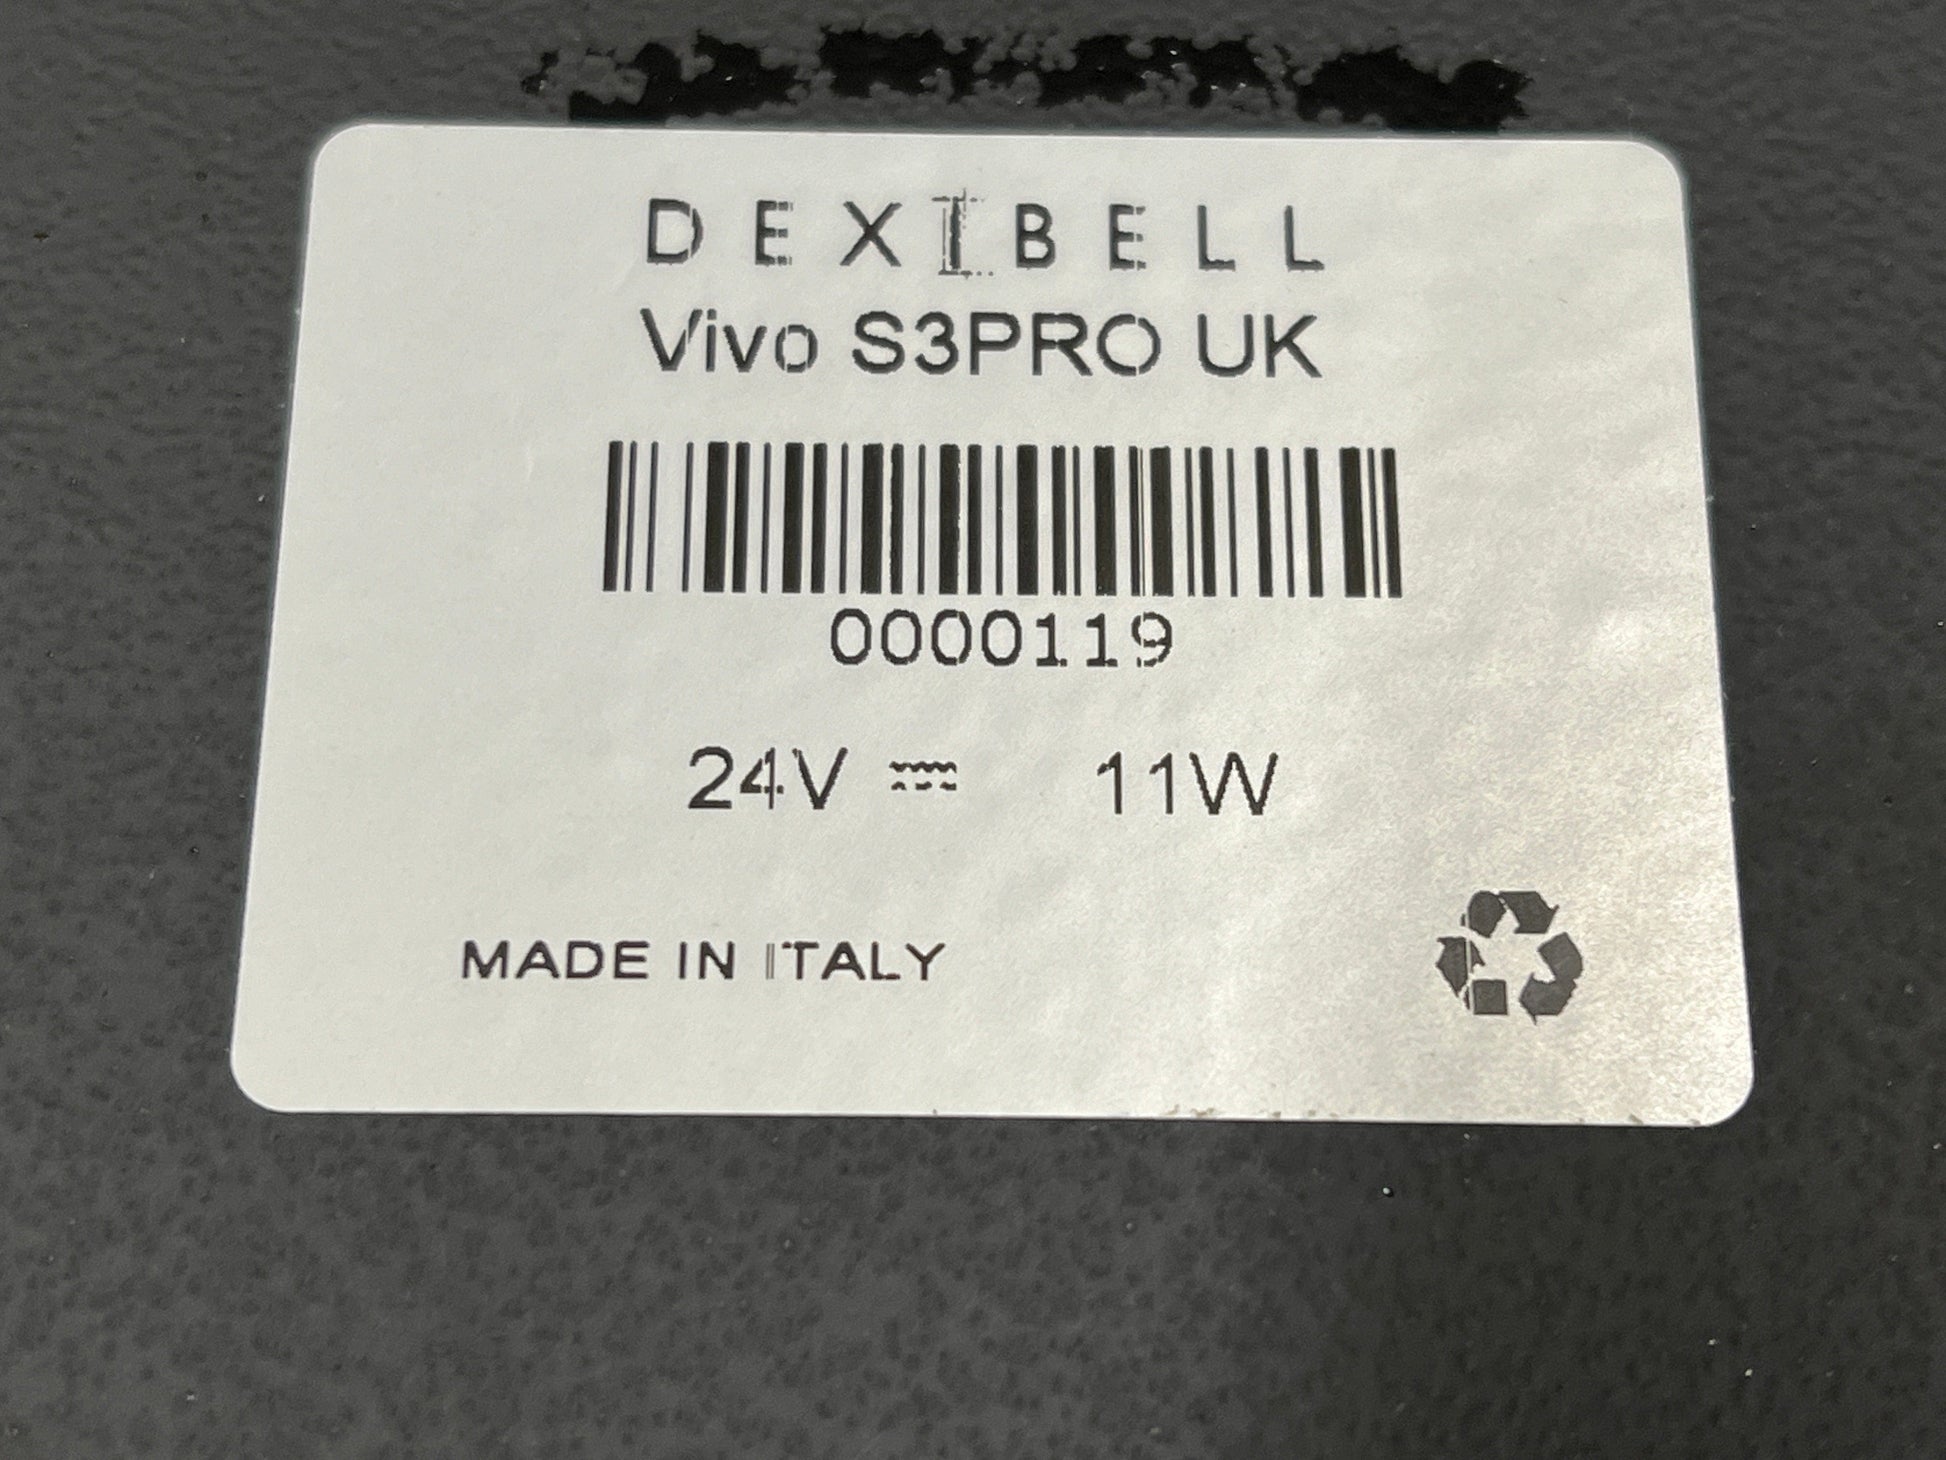 DEXIBELL
Vivo S3PRO UK
0000119
24V ⎓ 11W
MADE IN ITALY